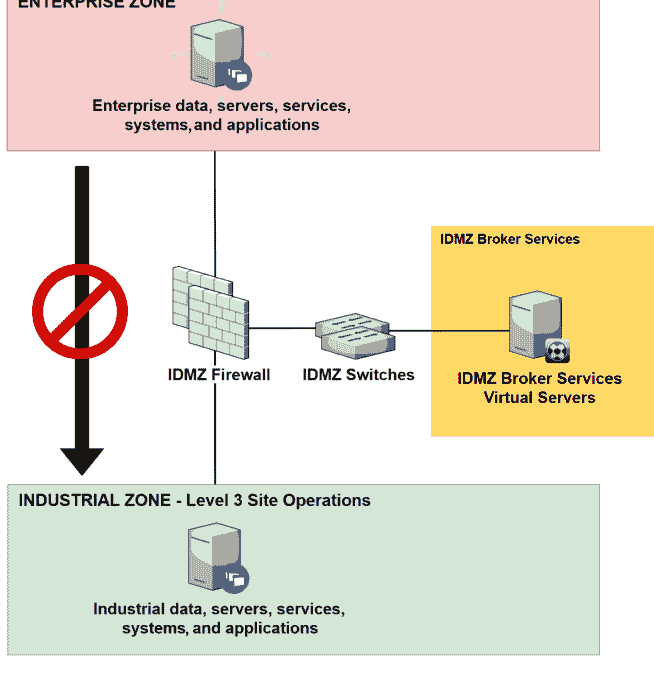 ENTERPRISE ZONE
Enterprise data, servers, services,
systems, and applications
IDMZ Broker Services
IDMZ Firewall
IDMZ Switches
IDMZ Broker Services
Virtual Servers
INDUSTRIAL ZONE - Level 3 Site Operations
Industrial data, servers, services,
systems, and applications